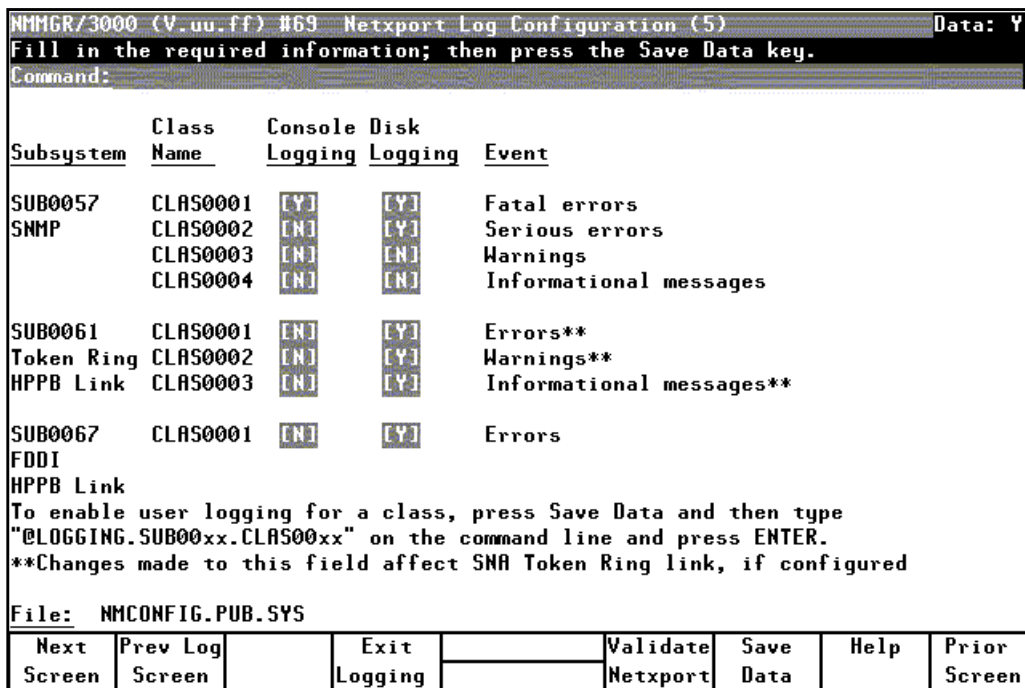 NMMGR/3000 (V.uu.ff) #69 Netxport Log Configuration (5) Data: Y
Fill in the required information; then press the Save Data key.
Command:
Class Console Disk
Subsystem Name Logging Logging Event
SUB0057 CLAS0001 [Y] [Y] Fatal errors
SNMP CLAS0002 [N] [Y] Serious errors
CLAS0003 [N] [N] Warnings
CLAS0004 [N] [N] Informational messages
SUB0061 CLAS0001 [N] [Y] Errors**
Token Ring CLAS0002 [N] [Y] Warnings**
HPPB Link CLAS0003 [N] [Y] Informational messages**
SUB0067 CLAS0001 [N] [Y] Errors
FDDI
HPPB Link
To enable user logging for a class, press Save Data and then type
"@LOGGING.SUB00xx.CLAS00xx" on the command line and press ENTER.
**Changes made to this field affect SNA Token Ring link, if configured
File: NMCONFIG.PUB.SYS
Next Prev Log Exit Validate Save Help Prior
Screen Screen Logging Netxport Data Screen